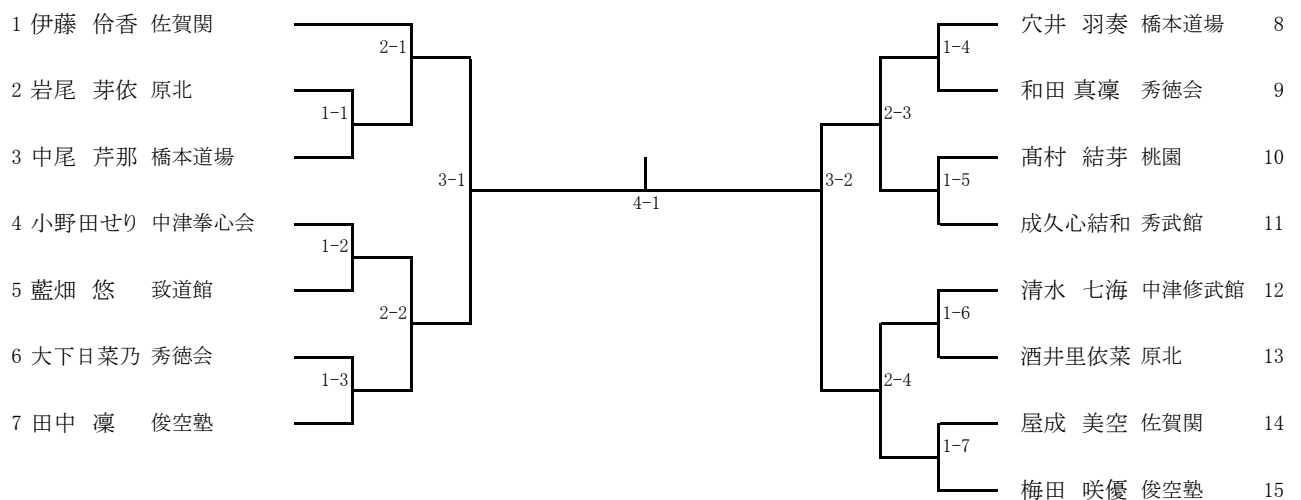 1 伊藤 伶香 佐賀関
2-1
2 岩尾 芽依 原北
1-1
3 中尾 芹那 橋本道場
3-1
4 小野田せり 中津拳心会
1-2
5 藍畑 悠 致道館
2-2
6 大下日菜乃 秀徳会
1-3
7 田中 凜 俊空塾
4-1
穴井 羽奏 橋本道場 8
1-4
和田 真凜 秀徳会 9
2-3
髙村 結芽 桃園 10
1-5
成久心結和 秀武館 11
3-2
清水 七海 中津修武館 12
1-6
酒井里依菜 原北 13
2-4
屋成 美空 佐賀関 14
1-7
梅田 咲優 俊空塾 15